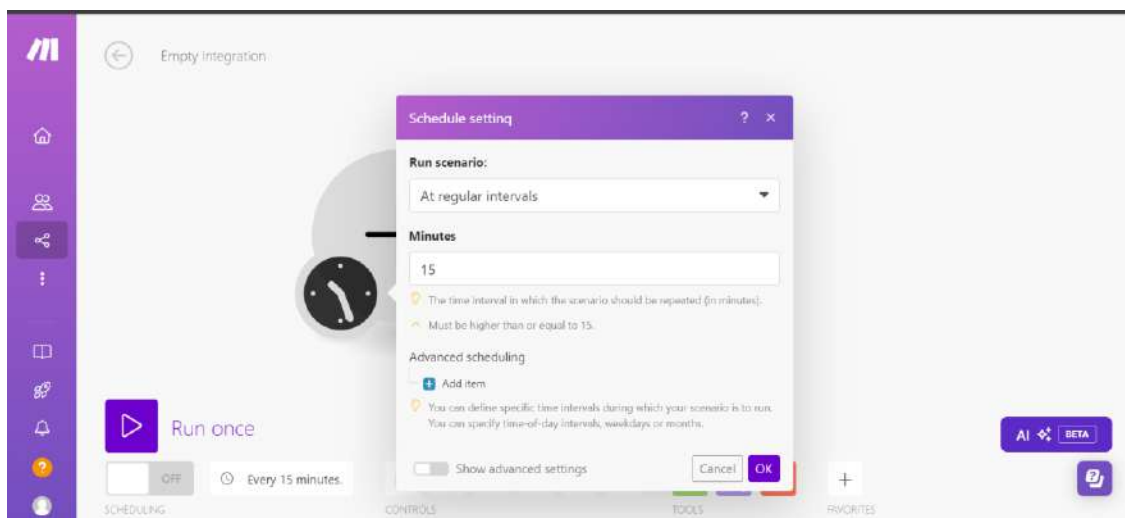 Empty integration
Schedule setting ? ×
Run scenario:
At regular intervals
Minutes
15
The time interval in which the scenario should be repeated (in minutes).
Must be higher than or equal to 15.
Advanced scheduling
Add item
You can define specific time intervals during which your scenario is to run.
You can specify time-of-day intervals, weekdays or months.
Show advanced settings
Cancel
OK
Run once
OFF
Every 15 minutes.
SCHEDULING
CONTROLS
TOOLS
FAVORITES
AI BETA